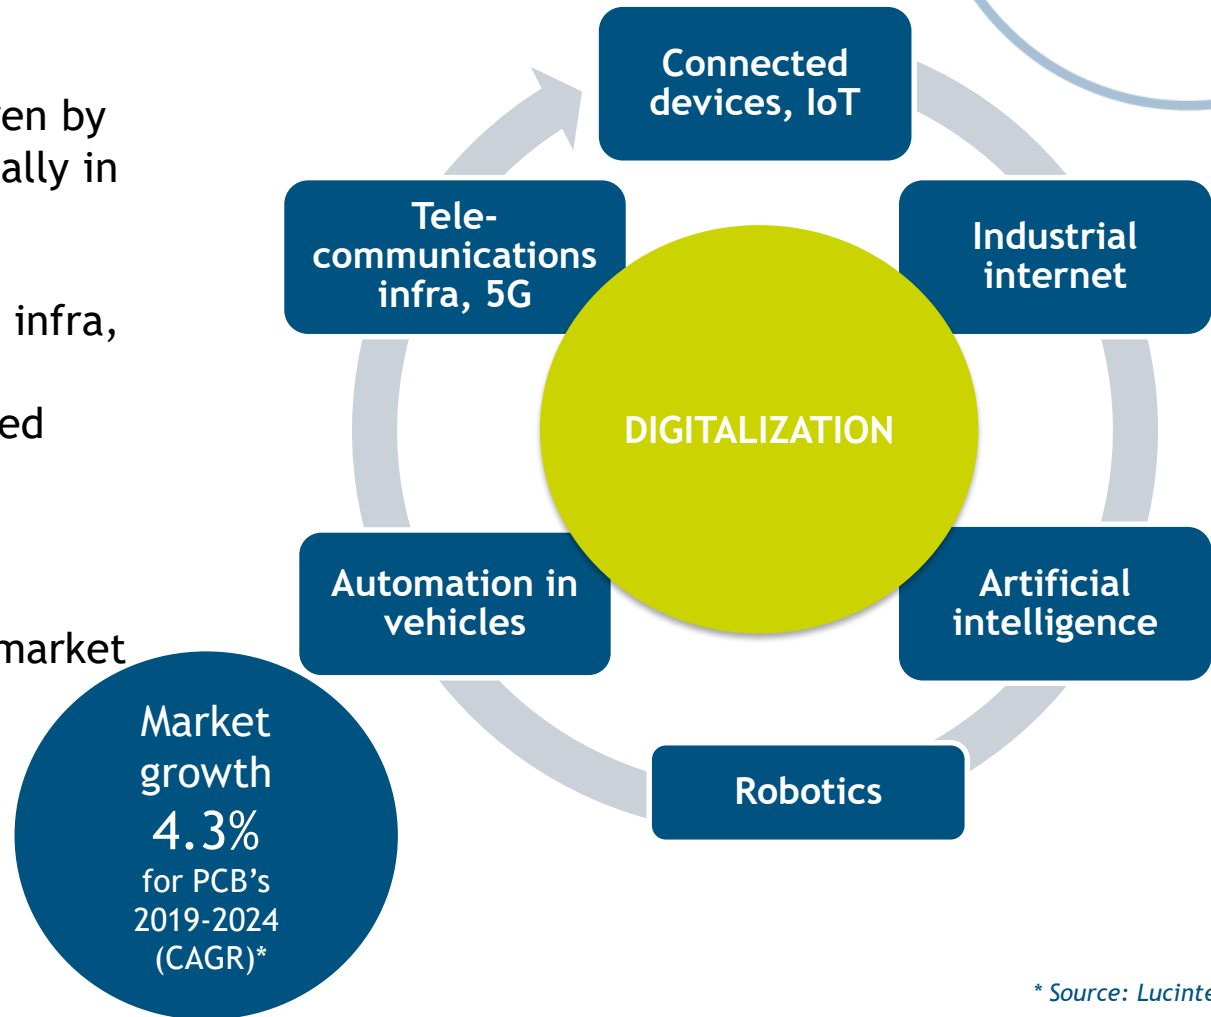 en by
ally in
infra,
ed
market
Connected
devices, IoT
Industrial
internet
Artificial
intelligence
Robotics
Automation in
vehicles
Tele-
communications
infra, 5G
DIGITALIZATION
Market
growth
4.3%
for PCB’s
2019-2024
(CAGR)*
* Source: Lucinte